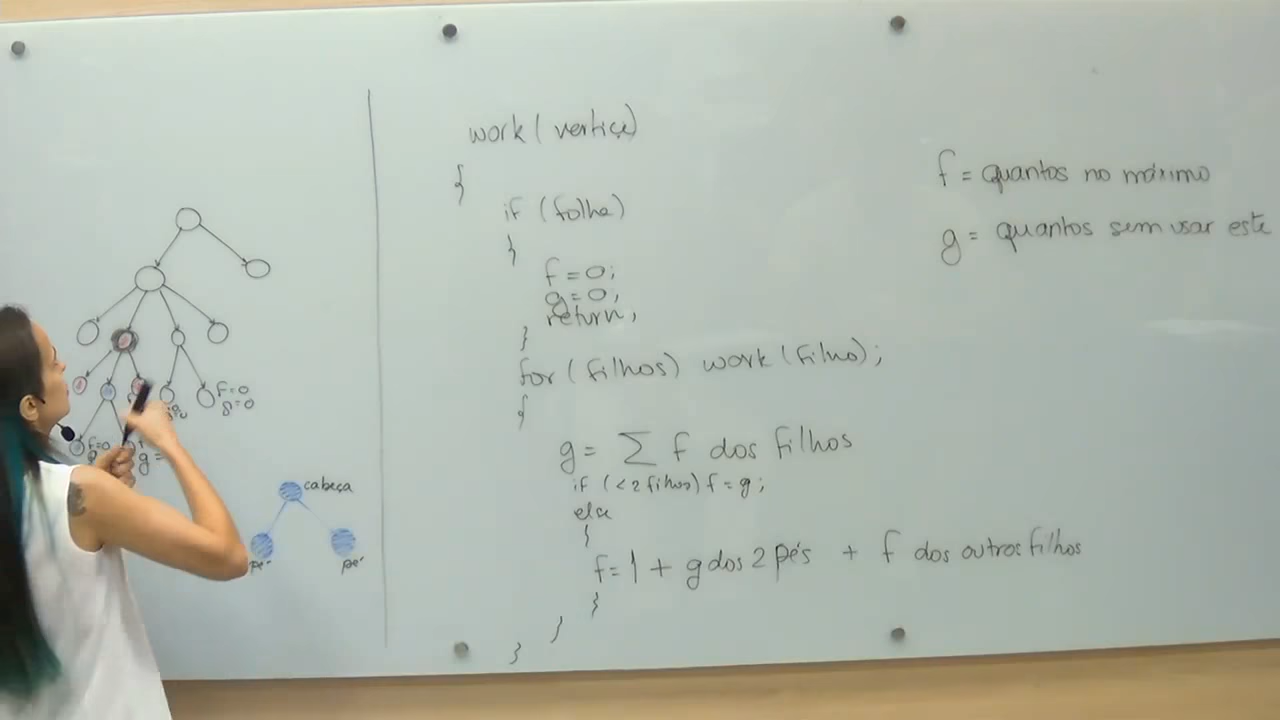 work(vertice)
{
if (folha)
}
f=0;
g=0;
return;
}
for (filhos) work(filho);
{
g= Σ f dos filhos
if (<2 filhos) f=g;
else
{
f=1 + g dos 2 pés + f dos outros filhos
}
}
}
f = quantos no máximo
g = quantos sem usar este
f=0
g=0
f=0
g=
cabeça
pé
pé